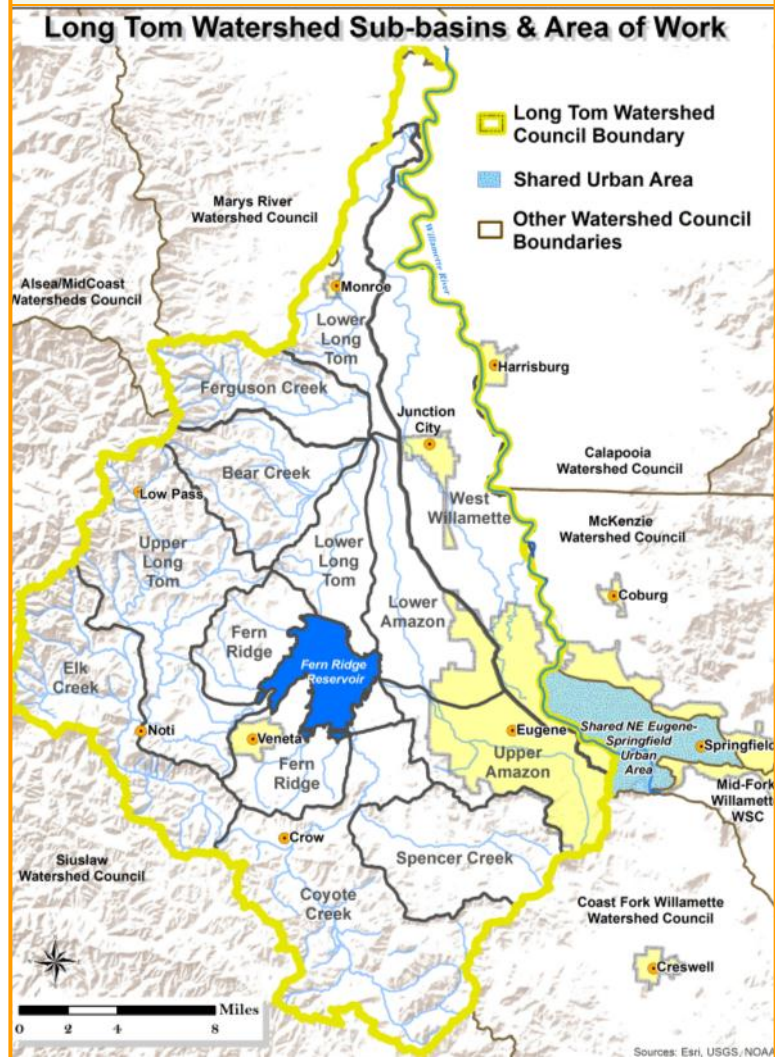 Long Tom Watershed Sub-basins & Area of Work
Long Tom Watershed
Council Boundary
Shared Urban Area
Other Watershed Council
Boundaries
Marys River
Watershed Council
Alsea/MidCoast
Watersheds Council
Willamette River
Monroe
Lower
Long
Tom
Harrisburg
Ferguson Creek
Junction
City
Calapooia
Watershed Council
Bear Creek
Low Pass
West
Willamette
McKenzie
Watershed Council
Upper
Long
Tom
Lower
Long
Tom
Coburg
Lower
Amazon
Fern
Ridge
Fern Ridge
Reservoir
Elk
Creek
Noti
Veneta
Eugene
Shared NE Eugene-
Springfield
Urban
Area
Springfield
Fern
Ridge
Upper
Amazon
Mid-Fork
Willamette
WSC
Crow
Spencer Creek
Siuslaw
Watershed Council
Coyote
Creek
Coast Fork Willamette
Watershed Council
Creswell
Miles
0 2 4 8
Sources: Esri, USGS, NOAA